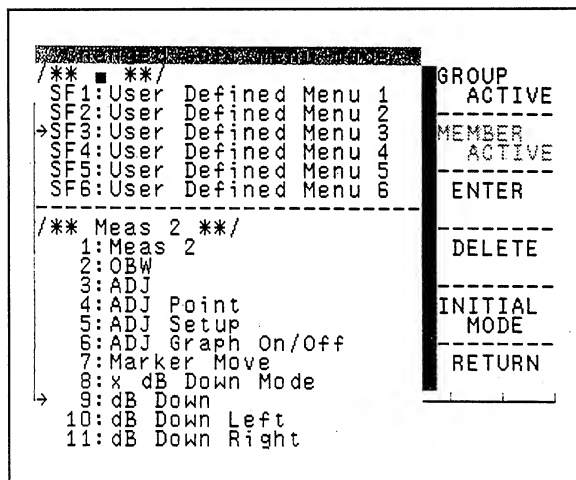 /** ■ **/
SF1:User Defined Menu 1
SF2:User Defined Menu 2
→SF3:User Defined Menu 3
SF4:User Defined Menu 4
SF5:User Defined Menu 5
SF6:User Defined Menu 6
/** Meas 2 **/
1:Meas 2
2:OBW
3:ADJ
4:ADJ Point
5:ADJ Setup
6:ADJ Graph On/Off
7:Marker Move
8:x dB Down Mode
→ 9:dB Down
10:dB Down Left
11:dB Down Right
GROUP
ACTIVE
MEMBER
ACTIVE
ENTER
DELETE
INITIAL
MODE
RETURN